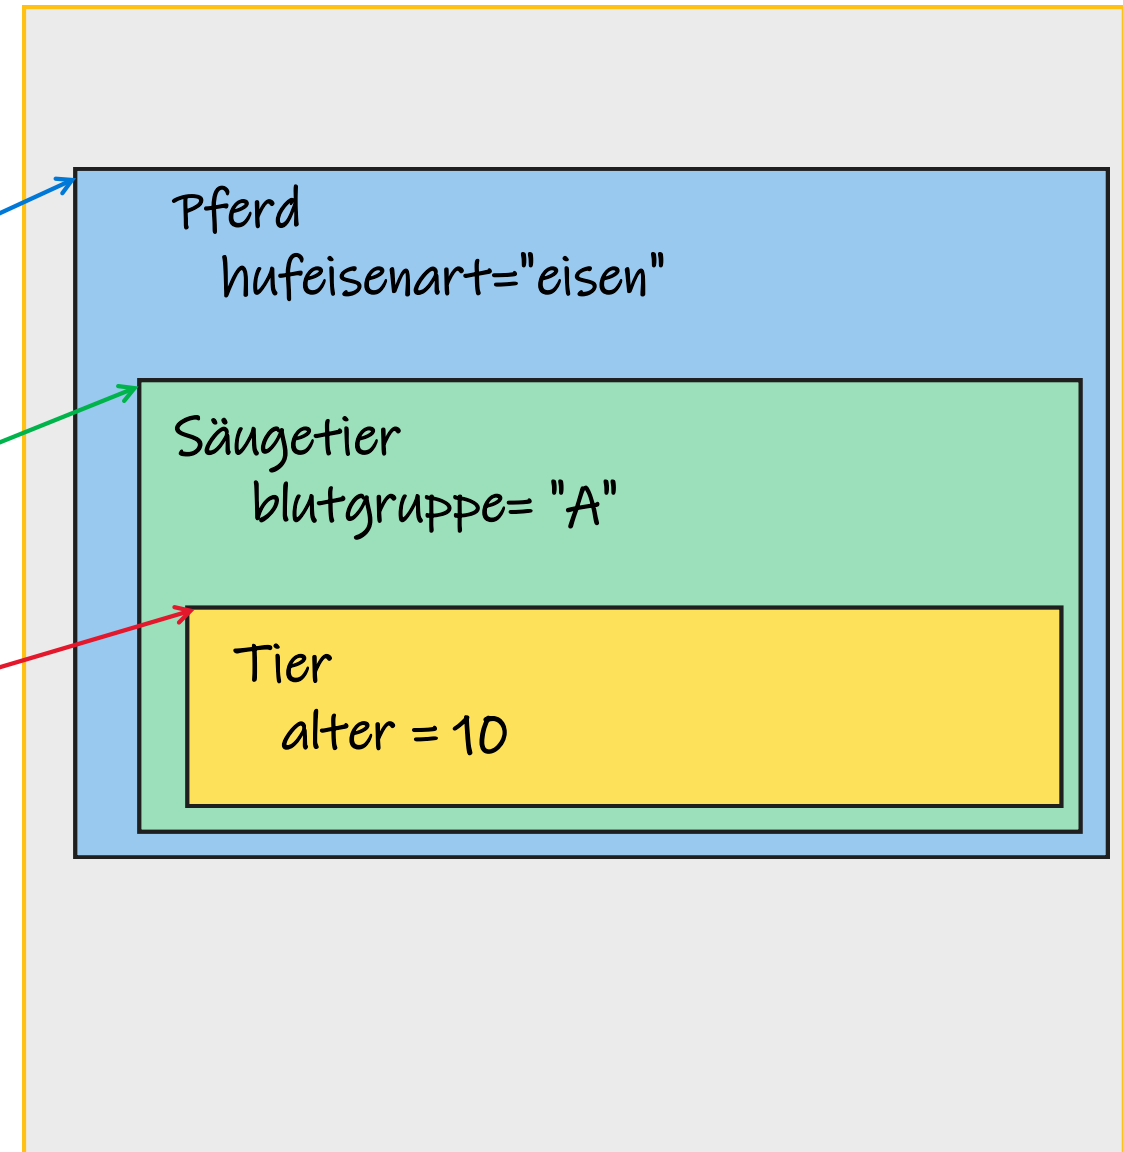 Pferd
hufeisenart="eisen"
Säugetier
blutgruppe= "A"
Tier
alter = 10